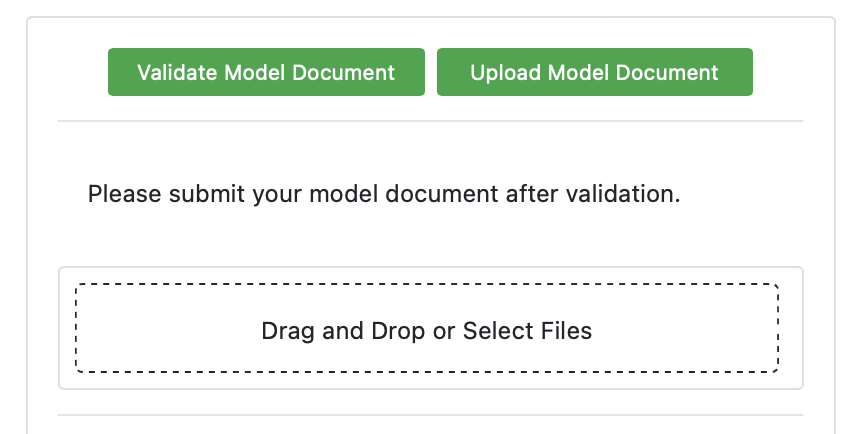 Validate Model Document Upload Model Document
Please submit your model document after validation.
Drag and Drop or Select Files